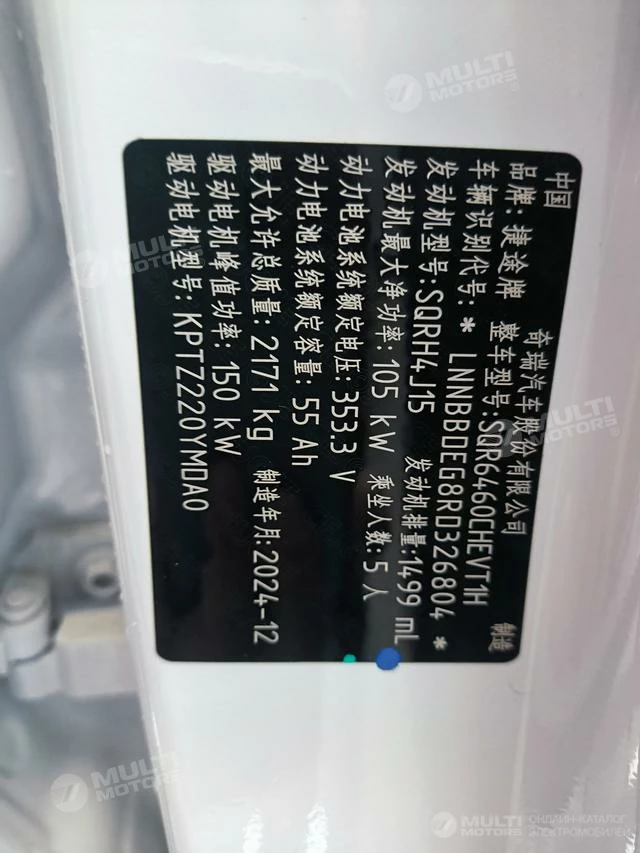 中国 奇瑞汽车股份有限公司 制造
品牌: 捷途牌 整车型号: SQR6460CHEVT1H
车辆识别代号: * LNNBBDEG8RD326804 *
发动机型号: SQRH4J15 发动机排量: 1499 mL
发动机最大净功率: 105 kW 乘坐人数: 5 人
动力电池系统额定电压: 353.3 V
动力电池系统额定容量: 55 Ah
最大允许总质量: 2171 kg 制造年月: 2024-12
驱动电机峰值功率: 150 kW
驱动电机型号: KPTZ220YMDA0
MULTI
MOTORS
MULTI
MOTORS
MULTI
MOTORS
MULTI
MOTORS
MULTI
MOTORS
ОНЛАЙН-КАТАЛОГ
ЭЛЕКТРОМОБИЛЕЙ